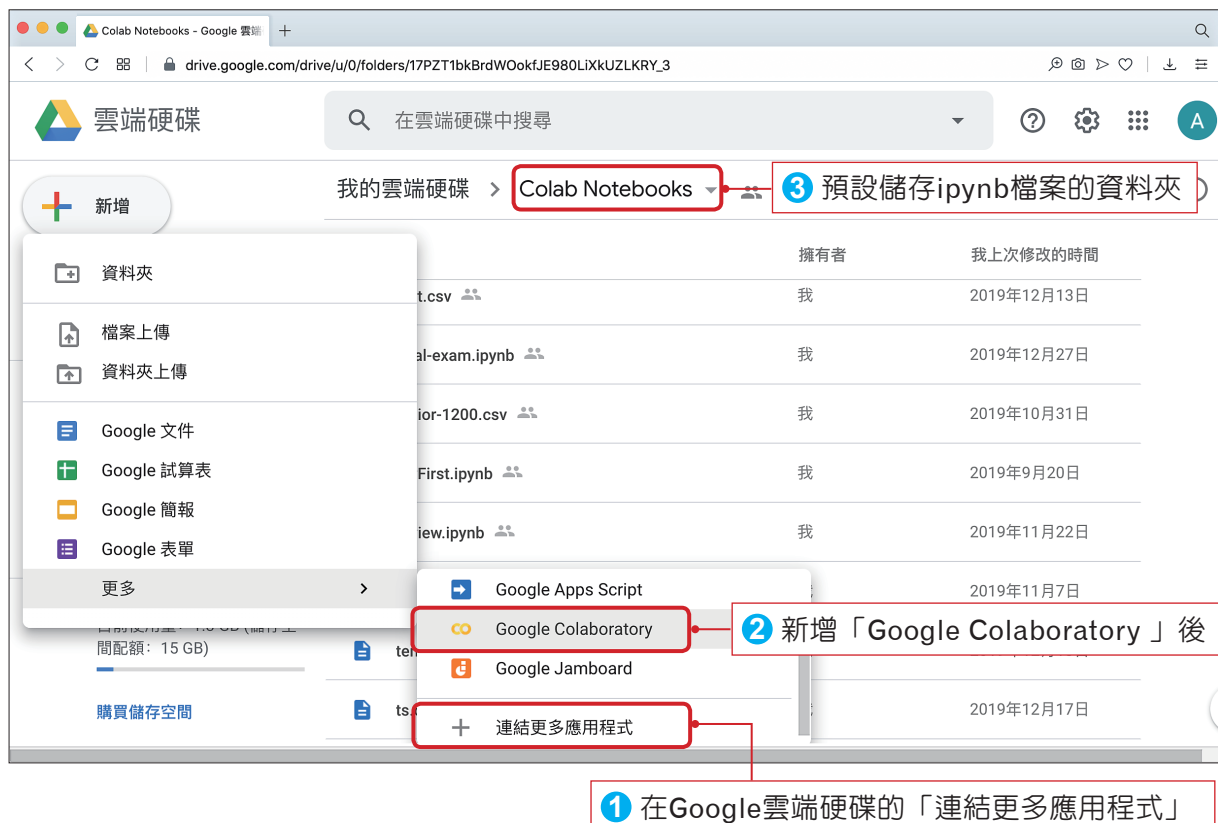 Colab Notebooks - Google 雲端
drive.google.com/drive/u/0/folders/17PZT1bkBrdWOokfJE980LiXkUZLKRY_3
雲端硬碟
在雲端硬碟中搜尋
A
新增
我的雲端硬碟 > Colab Notebooks
3 預設儲存ipynb檔案的資料夾
資料夾
檔案上傳
資料夾上傳
Google 文件
Google 試算表
Google 簡報
Google 表單
更多
擁有者
我上次修改的時間
t.csv 我 2019年12月13日
al-exam.ipynb 我 2019年12月27日
ior-1200.csv 我 2019年10月31日
First.ipynb 我 2019年9月20日
iew.ipynb 我 2019年11月22日
2019年11月7日
Google Apps Script
Google Colaboratory
2 新增「Google Colaboratory 」後
Google Jamboard
連結更多應用程式
間配額：15 GB)
購買儲存空間
ts.
2019年12月17日
1 在Google雲端硬碟的「連結更多應用程式」